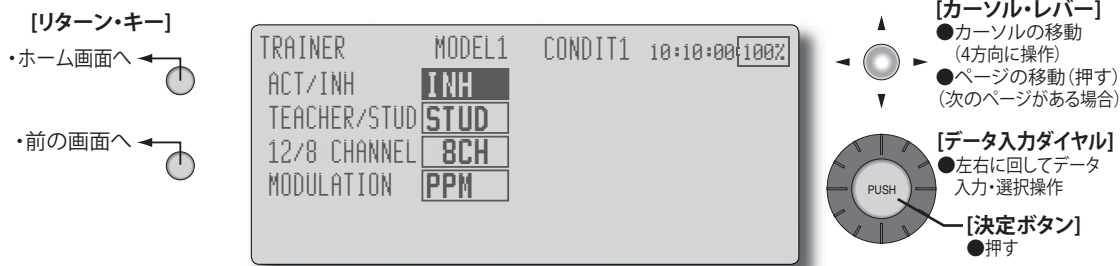 [リターン・キー]
・ホーム画面へ
・前の画面へ
TRAINER MODEL1 CONDIT1 10:10:00 100%
ACT/INH INH
TEACHER/STUD STUD
12/8 CHANNEL 8CH
MODULATION PPM
[カーソル・レバー]
●カーソルの移動
(4方向に操作)
●ページの移動(押す)
(次のページがある場合)
[データ入力ダイヤル]
●左右に回してデータ
入力・選択操作
PUSH
[決定ボタン]
●押す